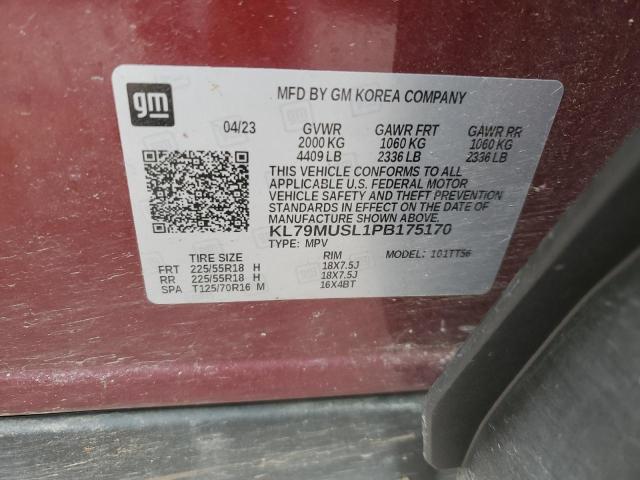 gm
MFD BY GM KOREA COMPANY
04/23 GVWR GAWR FRT GAWR RR
2000 KG 1060 KG 1060 KG
4409 LB 2336 LB 2336 LB
THIS VEHICLE CONFORMS TO ALL
APPLICABLE U.S. FEDERAL MOTOR
VEHICLE SAFETY AND THEFT PREVENTION
STANDARDS IN EFFECT ON THE DATE OF
MANUFACTURE SHOWN ABOVE.
KL79MUSL1PB175170
TYPE: MPV MODEL: 101TT56
TIRE SIZE RIM
FRT 225/55R18 H 18X7.5J
RR 225/55R18 H 18X7.5J
SPA T125/70R16 M 16X4BT